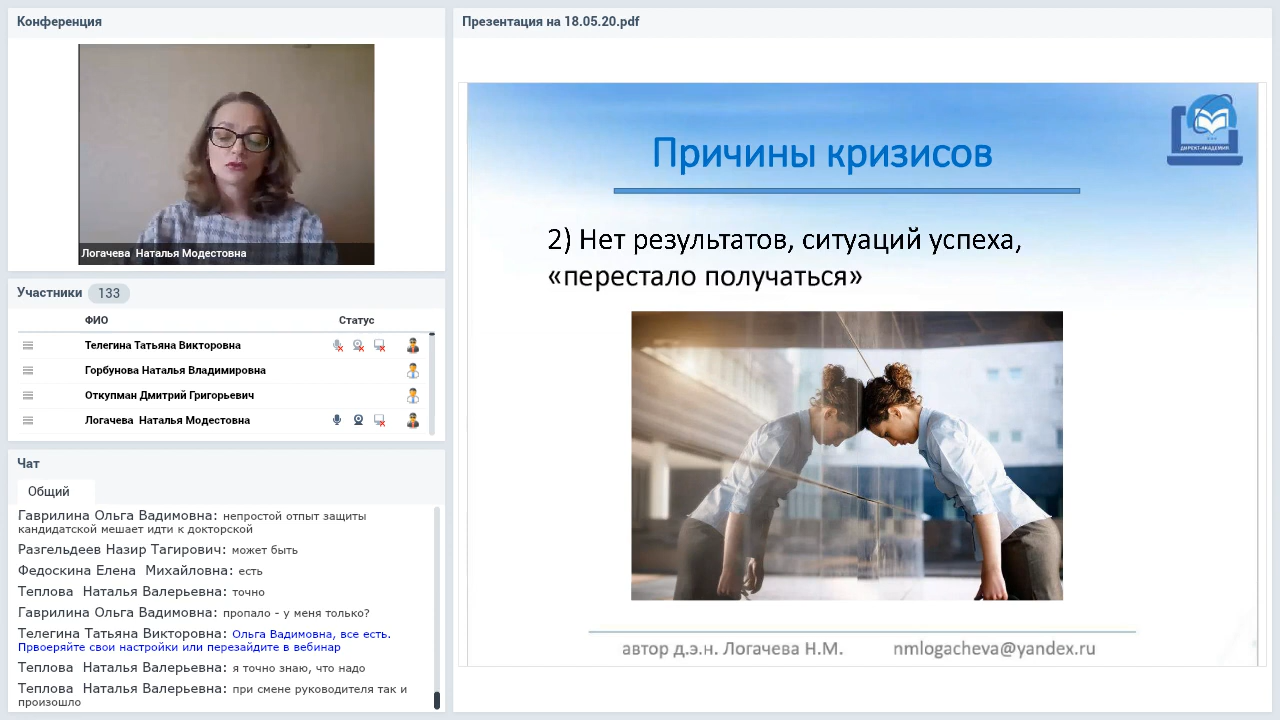 Конференция
Логачева  Наталья Модестовна
Участники 133
ФИО Статус
Телегина Татьяна Викторовна
Горбунова Наталья Владимировна
Откупман Дмитрий Григорьевич
Логачева  Наталья Модестовна
Чат
Общий
Гаврилина Ольга Вадимовна: непростой отпыт защиты
кандидатской мешает идти к докторской
Разгельдеев Назир Тагирович: может быть
Федоскина Елена  Михайловна: есть
Теплова  Наталья Валерьевна: точно
Гаврилина Ольга Вадимовна: пропало - у меня только?
Телегина Татьяна Викторовна: Ольга Вадимовна, все есть.
Првоеряйте свои настройки или перезайдите в вебинар
Теплова  Наталья Валерьевна: я точно знаю, что надо
Теплова  Наталья Валерьевна: при смене руководителя так и
произошло
Презентация на 18.05.20.pdf
ДИРЕКТ-АКАДЕМИЯ
Причины кризисов
2) Нет результатов, ситуаций успеха,
«перестало получаться»
автор д.э.н. Логачева Н.М. nmlogacheva@yandex.ru